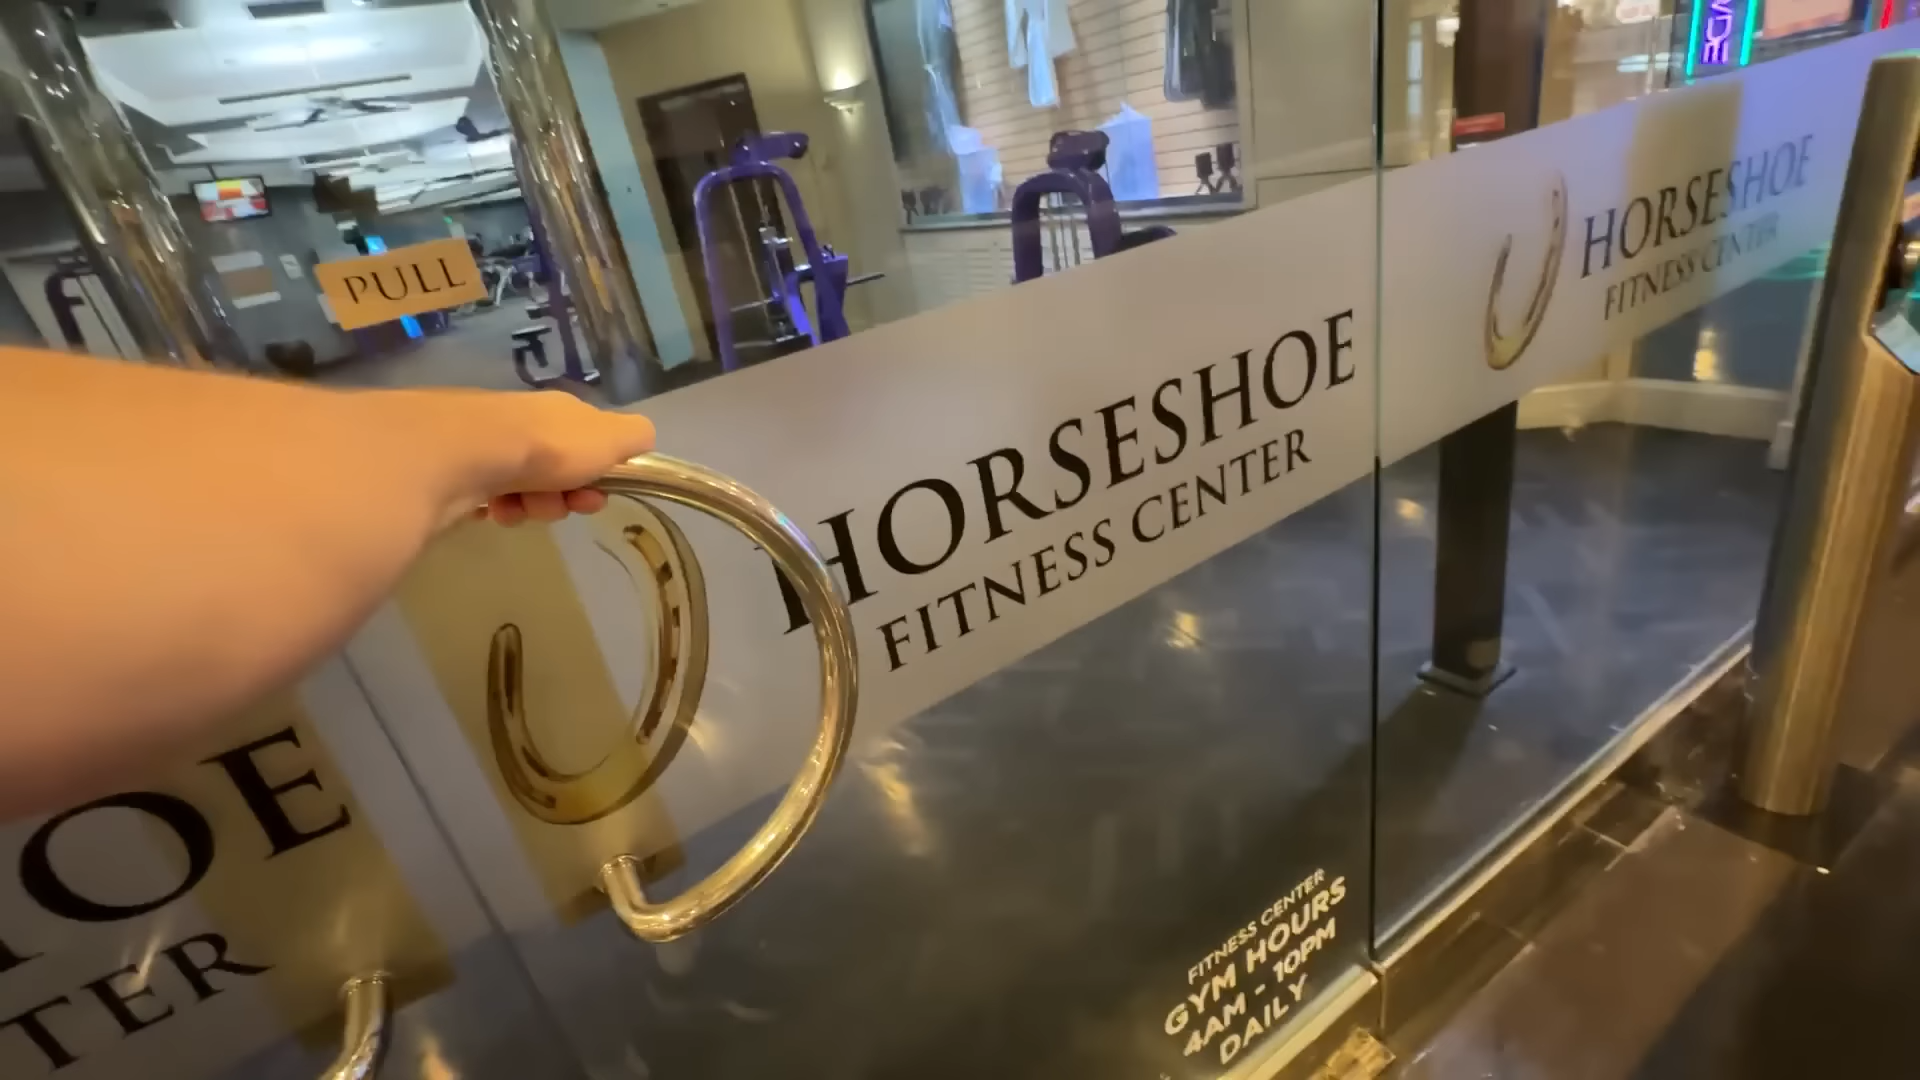 PULL
HORSESHOE
FITNESS CENTER
HORSESHOE
FITNESS CENTER
OE
TER
FITNESS CENTER
GYM HOURS
4AM - 10PM
DAILY